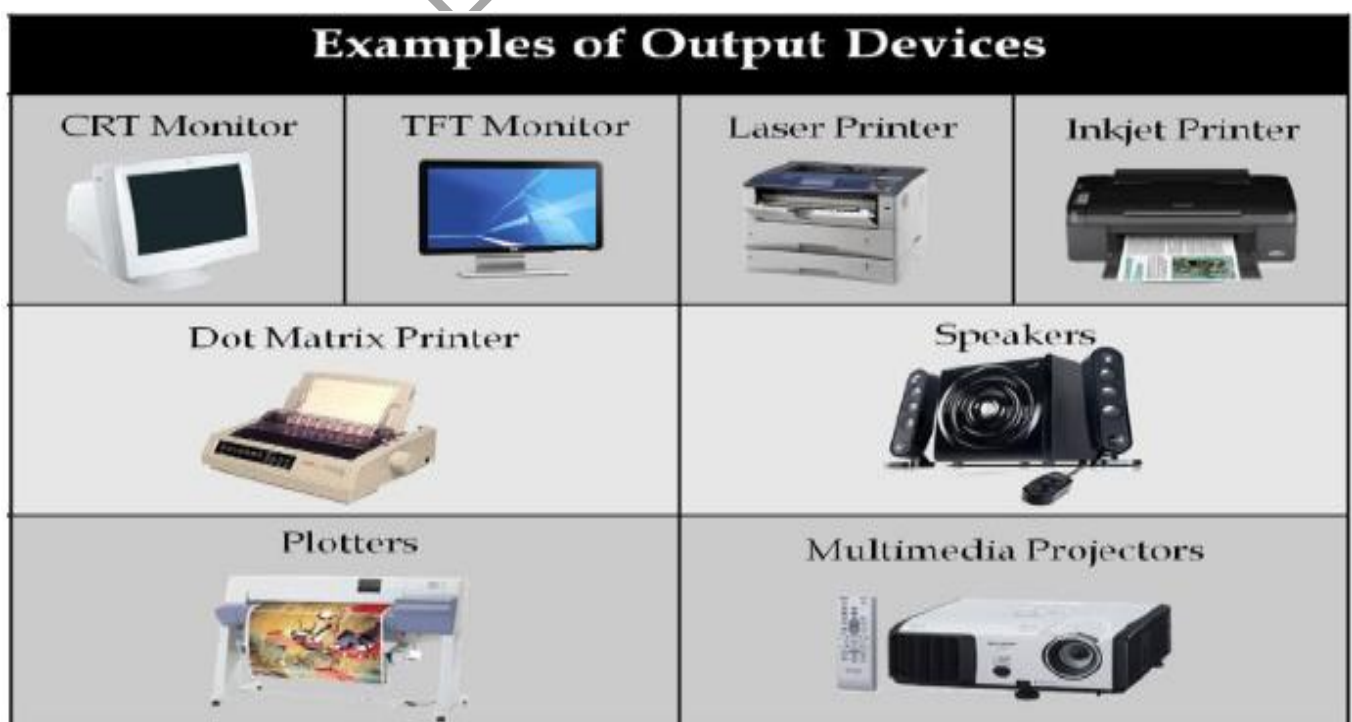 Examples of Output Devices
CRT Monitor
TFT Monitor
Laser Printer
Inkjet Printer
Dot Matrix Printer
Speakers
Plotters
Multimedia Projectors